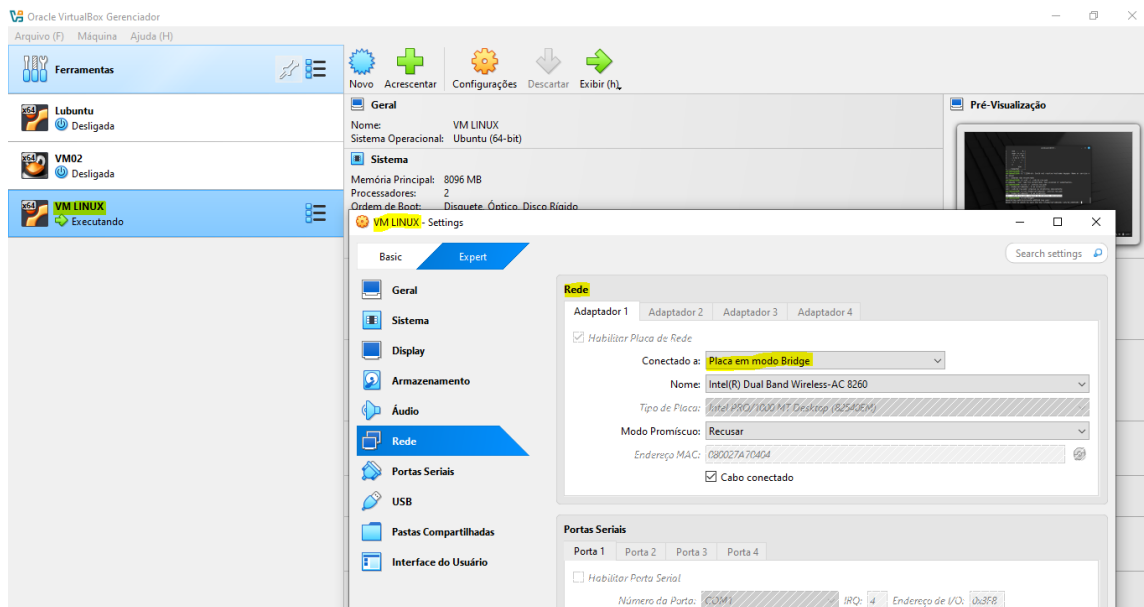 Oracle VirtualBox Gerenciador
Arquivo (F) Máquina Ajuda (H)
Ferramentas
Novo Acrescentar Configurações Descartar Exibir (h)
Geral
Nome: VM LINUX
Sistema Operacional: Ubuntu (64-bit)
Sistema
Memória Principal: 8096 MB
Processadores: 2
Ordem de Boot: Disquete, Óptico, Disco Rígido
Pré-Visualização
x64 Lubuntu
Desligada
x64 VM02
Desligada
x64 VM LINUX
Executando
VM LINUX - Settings
Basic Expert
Search settings
Geral
Sistema
Display
Armazenamento
Áudio
Rede
Portas Seriais
USB
Pastas Compartilhadas
Interface do Usuário
Rede
Adaptador 1 Adaptador 2 Adaptador 3 Adaptador 4
Habilitar Placa de Rede
Conectado a: Placa em modo Bridge
Nome: Intel(R) Dual Band Wireless-AC 8260
Tipo de Placa: Intel PRO/1000 MT Desktop (82540EM)
Modo Promíscuo: Recusar
Endereço MAC: 080027A70404
Cabo conectado
Portas Seriais
Porta 1 Porta 2 Porta 3 Porta 4
Habilitar Porta Serial
Número da Porta: COM1 IRQ: 4 Endereço de I/O: 0x3F8